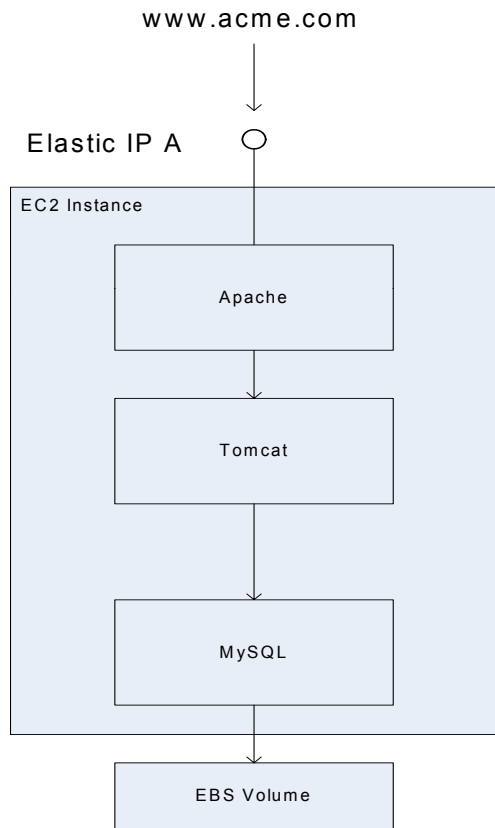 www.acme.com
Elastic IP A
EC2 Instance
Apache
Tomcat
MySQL
EBS Volume